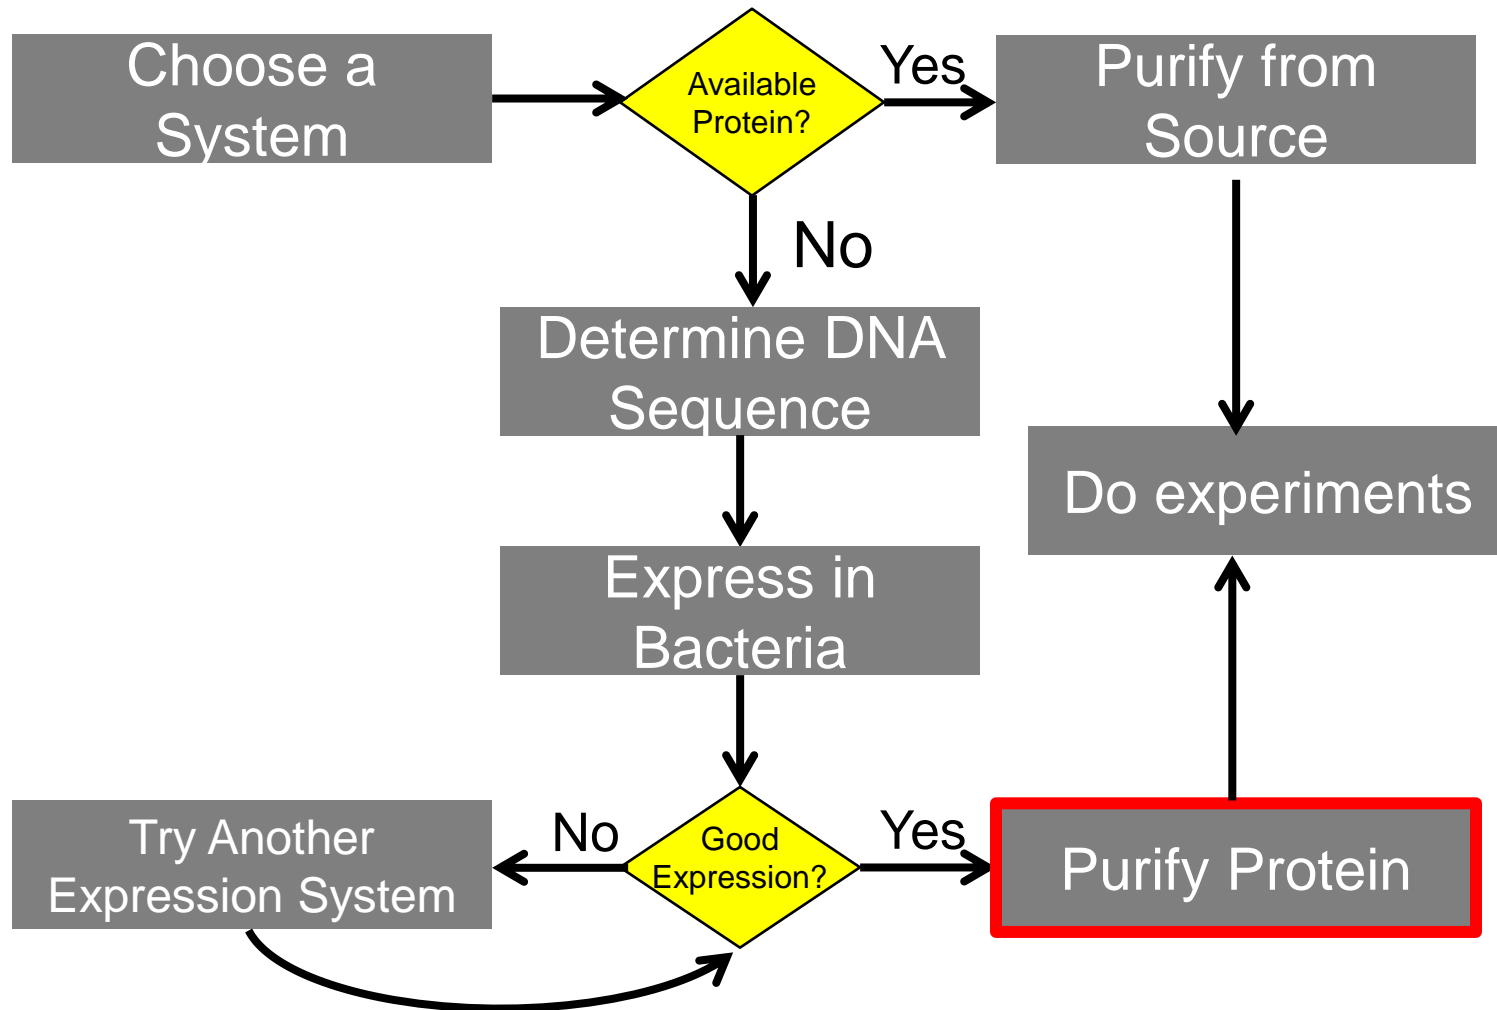 Choose a
System
Available
Protein?
Yes
Purify from
Source
No
Determine DNA
Sequence
Do experiments
Express in
Bacteria
Try Another
Expression System
No
Good
Expression?
Yes
Purify Protein